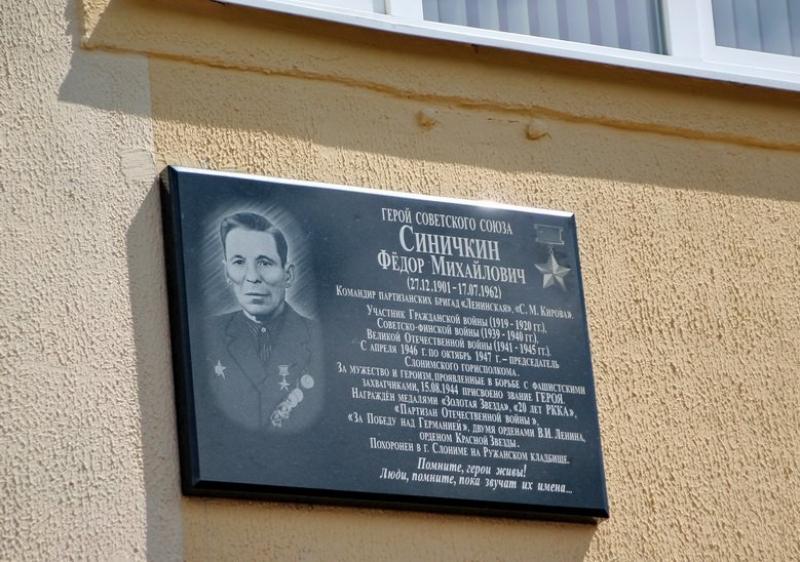 ГЕРОЙ СОВЕТСКОГО СОЮЗА
СИНИЧКИН
ФЁДОР МИХАЙЛОВИЧ
(27.12.1901 - 17.07.1962)
КОМАНДИР ПАРТИЗАНСКИХ БРИГАД «ЛЕНИНСКАЯ», «С. М. КИРОВА».
УЧАСТНИК ГРАЖДАНСКОЙ ВОЙНЫ (1919 - 1920 гг.),
СОВЕТСКО-ФИНСКОЙ ВОЙНЫ (1939 - 1940 гг.),
ВЕЛИКОЙ ОТЕЧЕСТВЕННОЙ ВОЙНЫ (1941 - 1945 гг.).
С АПРЕЛЯ 1946 Г. ПО ОКТЯБРЬ 1947 Г. – ПРЕДСЕДАТЕЛЬ
СЛОНИМСКОГО ГОРИСПОЛКОМА.
ЗА МУЖЕСТВО И ГЕРОИЗМ, ПРОЯВЛЕННЫЕ В БОРЬБЕ С ФАШИСТСКИМИ
ЗАХВАТЧИКАМИ, 15.08.1944 ПРИСВОЕНО ЗВАНИЕ ГЕРОЯ.
НАГРАЖДЁН МЕДАЛЯМИ «ЗОЛОТАЯ ЗВЕЗДА», «20 ЛЕТ РККА»,
«ПАРТИЗАН ОТЕЧЕСТВЕННОЙ ВОЙНЫ»,
«ЗА ПОБЕДУ НАД ГЕРМАНИЕЙ», ДВУМЯ ОРДЕНАМИ В.И. ЛЕНИНА,
ОРДЕНОМ КРАСНОЙ ЗВЕЗДЫ.
ПОХОРОНЕН В Г. СЛОНИМЕ НА РУЖАНСКОМ КЛАДБИЩЕ.
Помните, герои живы!
Люди, помните, пока звучат их имена...